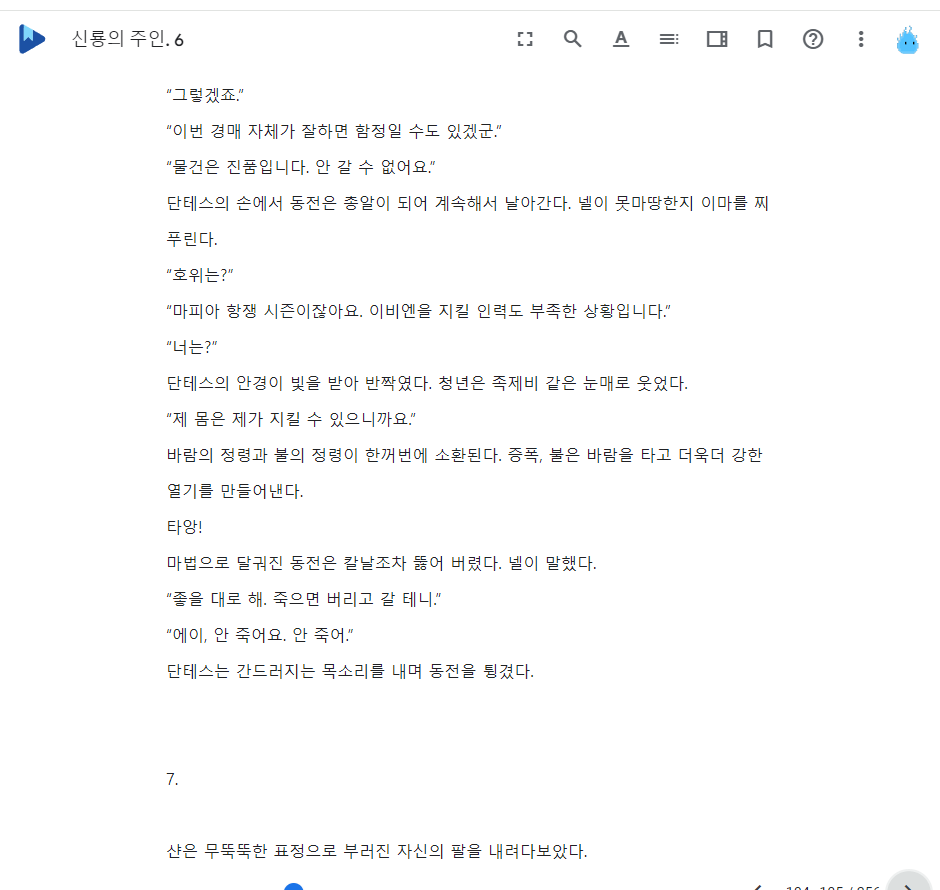 신룡의 주인. 6
“그렇겠죠.”
“이번 경매 자체가 잘하면 함정일 수도 있겠군.”
“물건은 진품입니다. 안 갈 수 없어요.”
단테스의 손에서 동전은 총알이 되어 계속해서 날아간다. 넬이 못마땅한지 이마를 찌
푸린다.
“호위는?”
“마피아 항쟁 시즌이잖아요. 이비엔을 지킬 인력도 부족한 상황입니다.”
“너는?”
단테스의 안경이 빛을 받아 반짝였다. 청년은 족제비 같은 눈매로 웃었다.
“제 몸은 제가 지킬 수 있으니까요.”
바람의 정령과 불의 정령이 한꺼번에 소환된다. 증폭, 불은 바람을 타고 더욱더 강한
열기를 만들어낸다.
타앙!
마법으로 달궈진 동전은 칼날조차 뚫어 버렸다. 넬이 말했다.
“좋을 대로 해. 죽으면 버리고 갈 테니.”
“에이, 안 죽어요. 안 죽어.”
단테스는 간드러지는 목소리를 내며 동전을 튕겼다.
7.
샨은 무뚝뚝한 표정으로 부러진 자신의 팔을 내려다보았다.